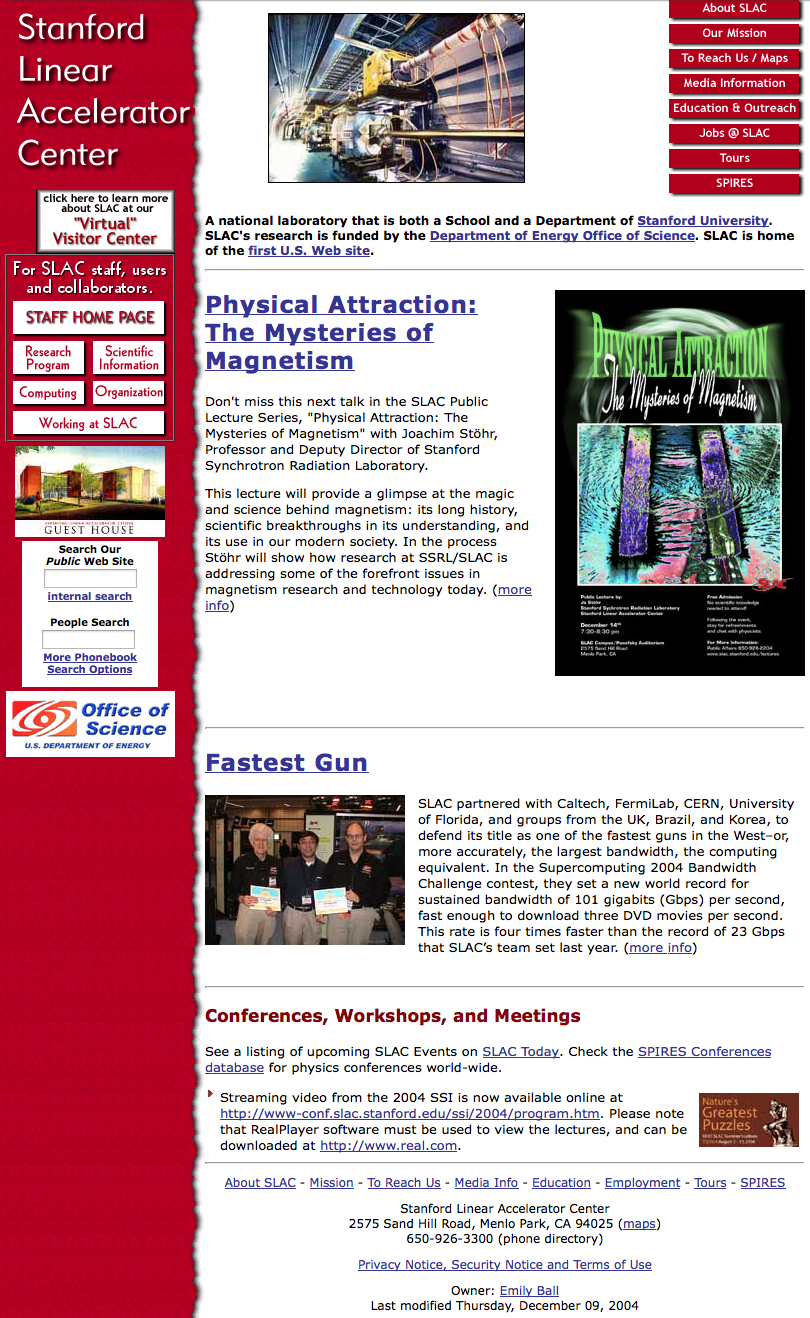 Stanford
Linear
Accelerator
Center
click here to learn more
about SLAC at our
"Virtual"
Visitor Center
For SLAC staff, users
and collaborators.
STAFF HOME PAGE
Research
Program
Scientific
Information
Computing
Organization
Working at SLAC
STANFORD LINEAR ACCELERATOR CENTER
GUEST HOUSE
Search Our
Public Web Site
internal search
People Search
More Phonebook
Search Options
Office of
Science
U.S. DEPARTMENT OF ENERGY
About SLAC
Our Mission
To Reach Us / Maps
Media Information
Education & Outreach
Jobs @ SLAC
Tours
SPIRES
A national laboratory that is both a School and a Department of Stanford University.
SLAC's research is funded by the Department of Energy Office of Science. SLAC is home
of the first U.S. Web site.
Physical Attraction:
The Mysteries of
Magnetism
Don't miss this next talk in the SLAC Public
Lecture Series, "Physical Attraction: The
Mysteries of Magnetism" with Joachim Stöhr,
Professor and Deputy Director of Stanford
Synchrotron Radiation Laboratory.
This lecture will provide a glimpse at the magic
and science behind magnetism: its long history,
scientific breakthroughs in its understanding, and
its use in our modern society. In the process
Stöhr will show how research at SSRL/SLAC is
addressing some of the forefront issues in
magnetism research and technology today. (more
info)
PHYSICAL ATTRACTION
The Mysteries of Magnetism
SLAC
Public Lecture by:
Jo Stöhr
Stanford Sychrotron Radiation Laboratory
Stanford Linear Accelerator Center
December 14th
7:30-8:30 pm
SLAC Campus/Panofsky Auditorium
2575 Sand Hill Road
Menlo Park, CA
Free Admission
No scientific knowledge
needed to attend!
Following the event,
stay for refreshments
and chat with physicists.
For More Information:
Public Affairs 650-926-2204
www.slac.stanford.edu/lectures
Fastest Gun
SLAC partnered with Caltech, FermiLab, CERN, University
of Florida, and groups from the UK, Brazil, and Korea, to
defend its title as one of the fastest guns in the West–or,
more accurately, the largest bandwidth, the computing
equivalent. In the Supercomputing 2004 Bandwidth
Challenge contest, they set a new world record for
sustained bandwidth of 101 gigabits (Gbps) per second,
fast enough to download three DVD movies per second.
This rate is four times faster than the record of 23 Gbps
that SLAC’s team set last year. (more info)
Conferences, Workshops, and Meetings
See a listing of upcoming SLAC Events on SLAC Today. Check the SPIRES Conferences
database for physics conferences world-wide.
Streaming video from the 2004 SSI is now available online at
http://www-conf.slac.stanford.edu/ssi/2004/program.htm. Please note
that RealPlayer software must be used to view the lectures, and can be
downloaded at http://www.real.com.
Nature's
Greatest
Puzzles
About SLAC - Mission - To Reach Us - Media Info - Education - Employment - Tours - SPIRES
Stanford Linear Accelerator Center
2575 Sand Hill Road, Menlo Park, CA 94025 (maps)
650-926-3300 (phone directory)
Privacy Notice, Security Notice and Terms of Use
Owner: Emily Ball
Last modified Thursday, December 09, 2004